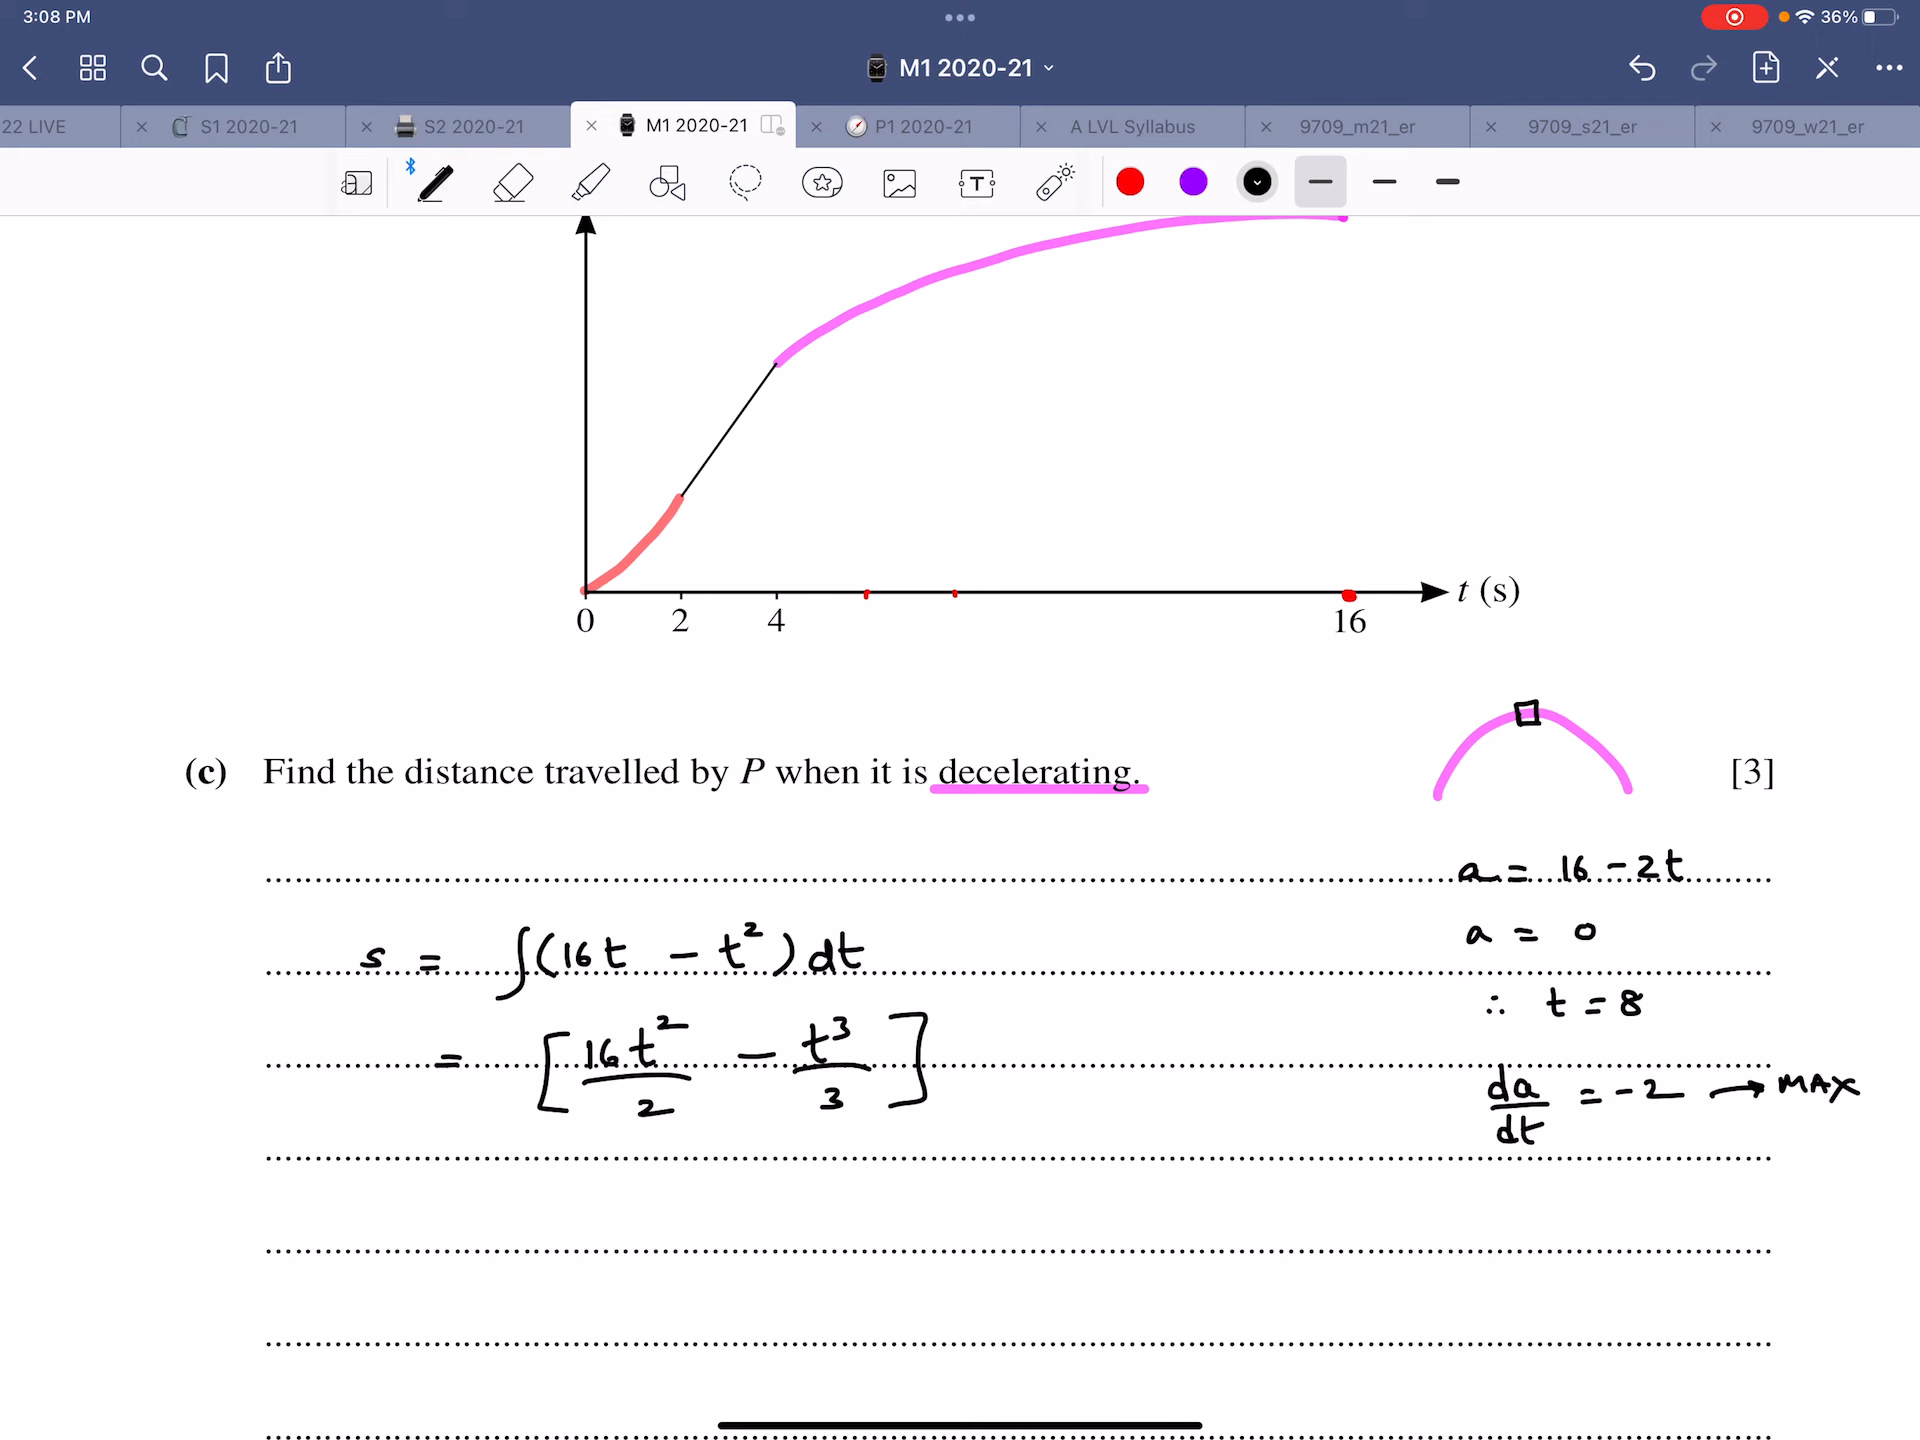 3:08 PM
36%
M1 2020-21
22 LIVE
S1 2020-21
S2 2020-21
M1 2020-21
P1 2020-21
A LVL Syllabus
9709_m21_er
9709_s21_er
9709_w21_er
T
t (s)
0 2 4 16
(c) Find the distance travelled by P when it is decelerating. [3]
a = 16 - 2t
a = 0
s = ∫(16t - t²) dt
∴ t = 8
= [16t²/2 - t³/3]
da/dt = -2 → MAX